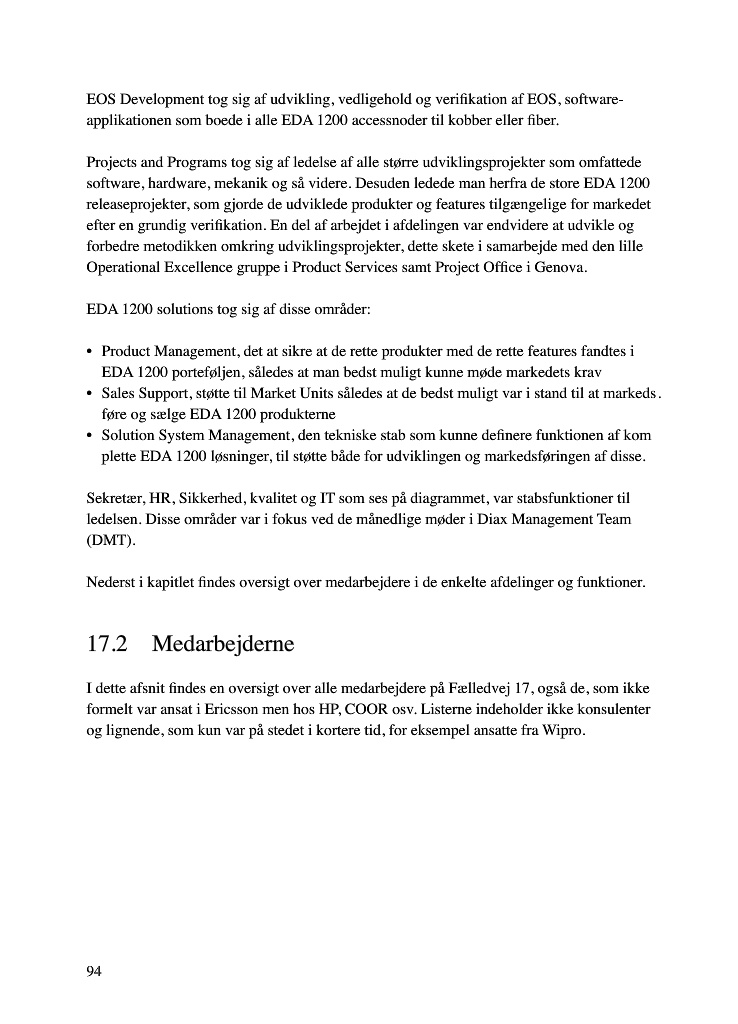 EOS Development tog sig af udvikling, vedligehold og verifikation af EOS, software-
applikationen som boede i alle EDA 1200 accessnoder til kobber eller fiber.
Projects and Programs tog sig af ledelse af alle større udviklingsprojekter som omfattede
software, hardware, mekanik og så videre. Desuden ledede man herfra de store EDA 1200
releaseprojekter, som gjorde de udviklede produkter og features tilgængelige for markedet
efter en grundig verifikation. En del af arbejdet i afdelingen var endvidere at udvikle og
forbedre metodikken omkring udviklingsprojekter, dette skete i samarbejde med den lille
Operational Excellence gruppe i Product Services samt Project Office i Genova.
EDA 1200 solutions tog sig af disse områder:
• Product Management, det at sikre at de rette produkter med de rette features fandtes i
EDA 1200 porteføljen, således at man bedst muligt kunne møde markedets krav
• Sales Support, støtte til Market Units således at de bedst muligt var i stand til at markeds.
føre og sælge EDA 1200 produkterne
• Solution System Management, den tekniske stab som kunne definere funktionen af kom
plette EDA 1200 løsninger, til støtte både for udviklingen og markedsføringen af disse.
Sekretær, HR, Sikkerhed, kvalitet og IT som ses på diagrammet, var stabsfunktioner til
ledelsen. Disse områder var i fokus ved de månedlige møder i Diax Management Team
(DMT).
Nederst i kapitlet findes oversigt over medarbejdere i de enkelte afdelinger og funktioner.
17.2 Medarbejderne
I dette afsnit findes en oversigt over alle medarbejdere på Fælledvej 17, også de, som ikke
formelt var ansat i Ericsson men hos HP, COOR osv. Listerne indeholder ikke konsulenter
og lignende, som kun var på stedet i kortere tid, for eksempel ansatte fra Wipro.
94